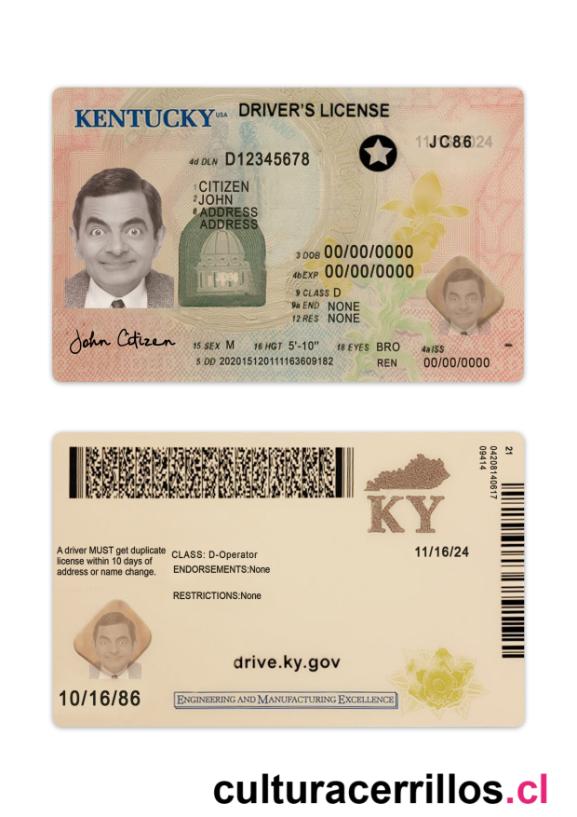 KENTUCKY USA DRIVER'S LICENSE
JC86
4d DLN D12345678
1 CITIZEN
2 JOHN
8 ADDRESS
ADDRESS
3 DOB 00/00/0000
4b EXP 00/00/0000
9 CLASS D
9a END NONE
12 RES NONE
John Citizen
15 SEX M 16 HGT 5'-10" 18 EYES BRO 4a ISS
5 DD 20201512011163609182 REN 00/00/0000
21
04208140617
09414
KY
11/16/24
A driver MUST get duplicate
license within 10 days of
address or name change.
CLASS: D-Operator
ENDORSEMENTS:None
RESTRICTIONS:None
drive.ky.gov
10/16/86
ENGINEERING AND MANUFACTURING EXCELLENCE
culturacerrillos.cl